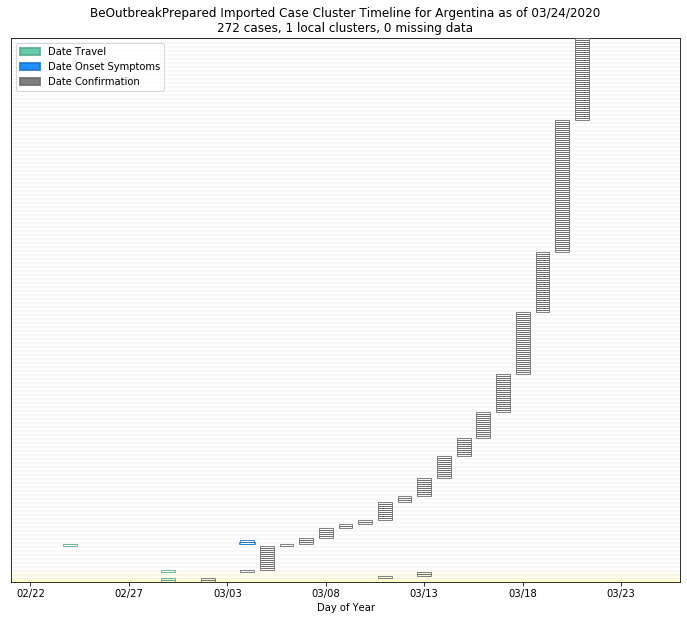 BeOutbreakPrepared Imported Case Cluster Timeline for Argentina as of 03/24/2020
272 cases, 1 local clusters, 0 missing data
Date Travel
Date Onset Symptoms
Date Confirmation
02/22 02/27 03/03 03/08 03/13 03/18 03/23
Day of Year